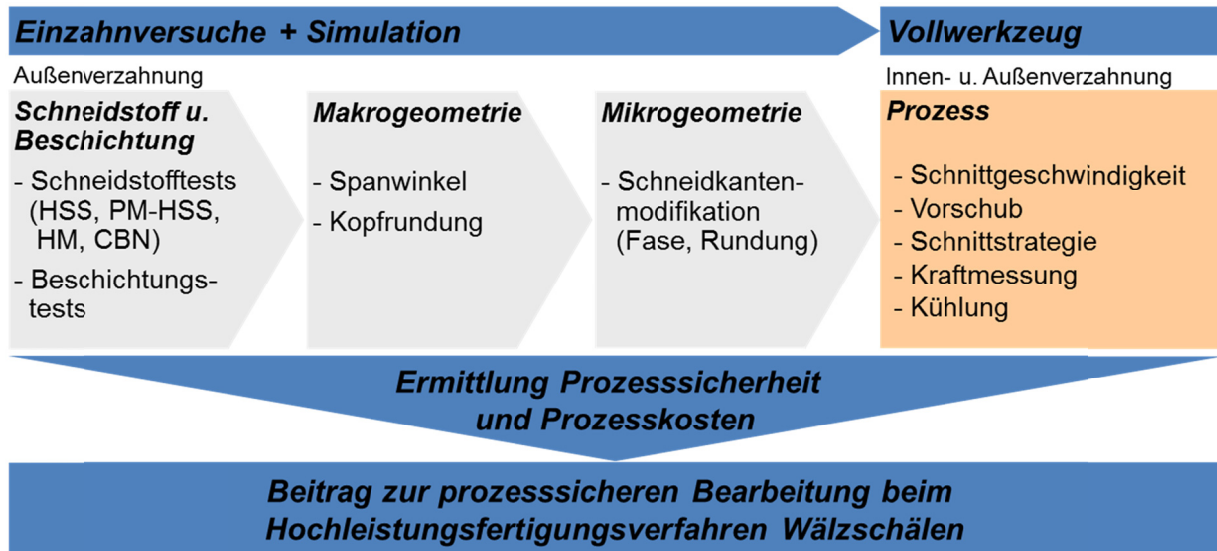 Einzahnversuche + Simulation
Vollwerkzeug
Außenverzahnung
Schneidstoff u.
Beschichtung
- Schneidstofftests
(HSS, PM-HSS,
HM, CBN)
- Beschichtungs-
tests
Makrogeometrie
- Spanwinkel
- Kopfrundung
Mikrogeometrie
- Schneidkanten-
modifikation
(Fase, Rundung)
Innen- u. Außenverzahnung
Prozess
- Schnittgeschwindigkeit
- Vorschub
- Schnittstrategie
- Kraftmessung
- Kühlung
Ermittlung Prozesssicherheit
und Prozesskosten
Beitrag zur prozesssicheren Bearbeitung beim
Hochleistungsfertigungsverfahren Wälzschälen